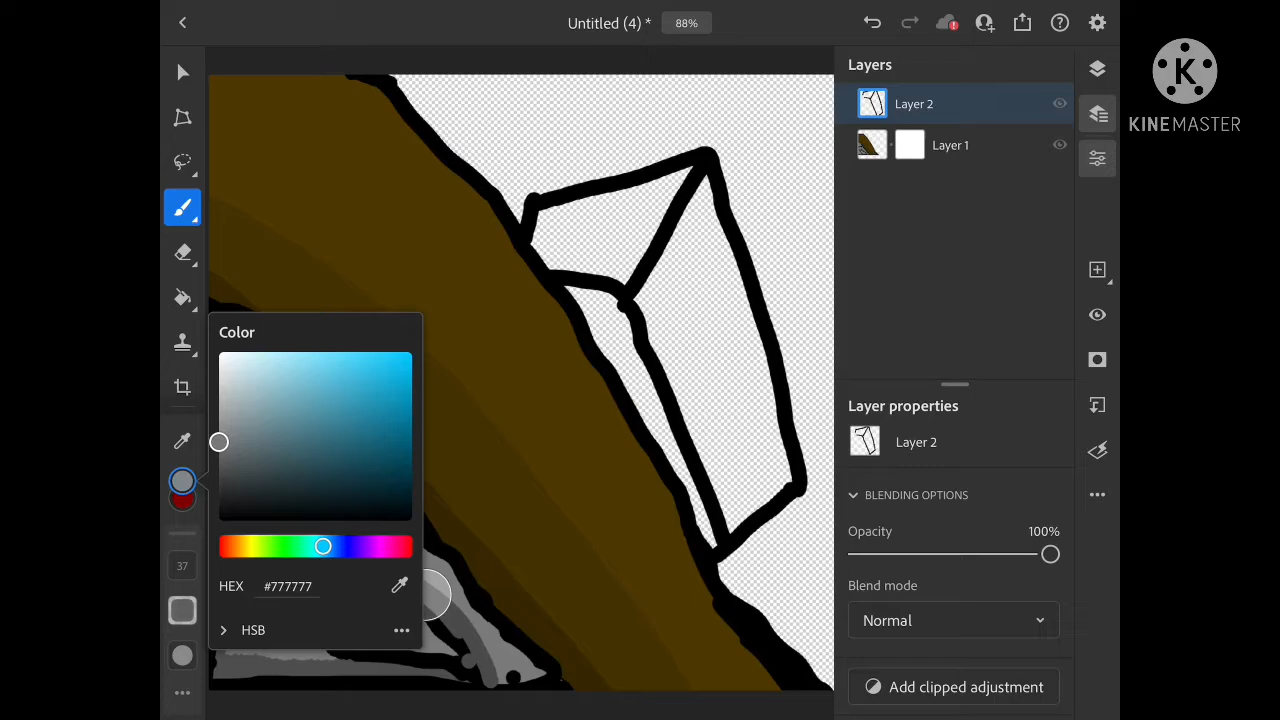 Untitled (4) *
88%
Layers
Layer 2
Layer 1
K
KINEMASTER
Color
HEX
#777777
HSB
37
Layer properties
Layer 2
BLENDING OPTIONS
Opacity
100%
Blend mode
Normal
Add clipped adjustment